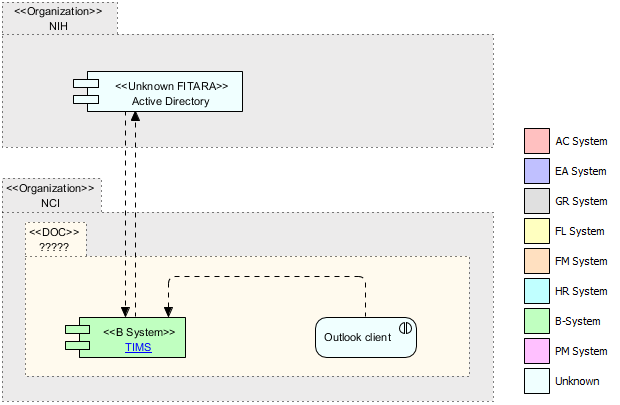 <<Organization>>
NIH
<<Unknown FITARA>>
Active Directory
<<Organization>>
NCI
<<DOC>>
?????
<<B System>>
TIMS
Outlook client
AC System
EA System
GR System
FL System
FM System
HR System
B-System
PM System
Unknown